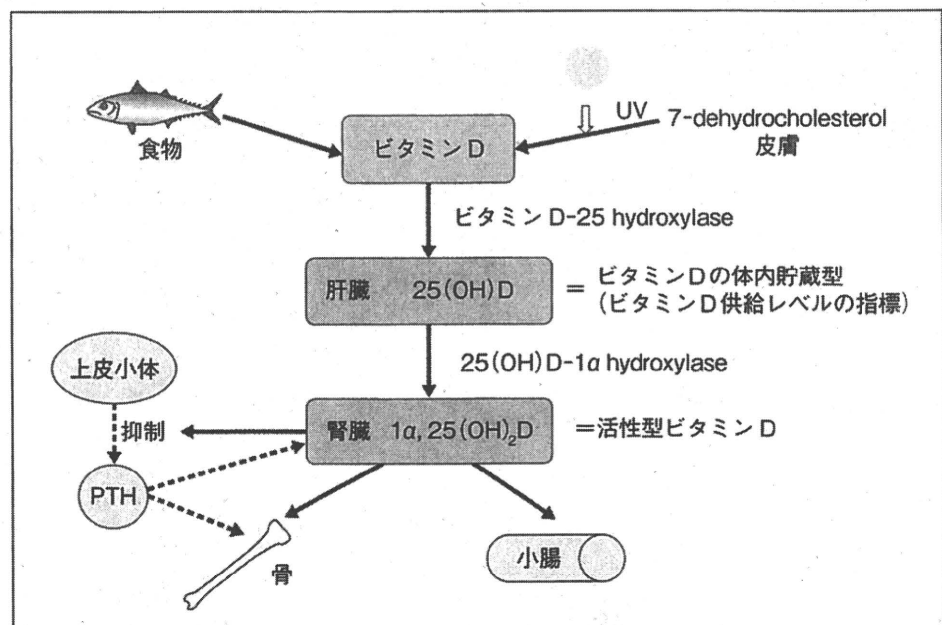 食物
UV
7-dehydrocholesterol
皮膚
ビタミン D
ビタミン D-25 hydroxylase
肝臓 25(OH)D
= ビタミンDの体内貯蔵型
(ビタミンD供給レベルの指標)
25(OH)D-1α hydroxylase
上皮小体
抑制
腎臓 1α, 25(OH)₂D
=活性型ビタミン D
PTH
骨
小腸